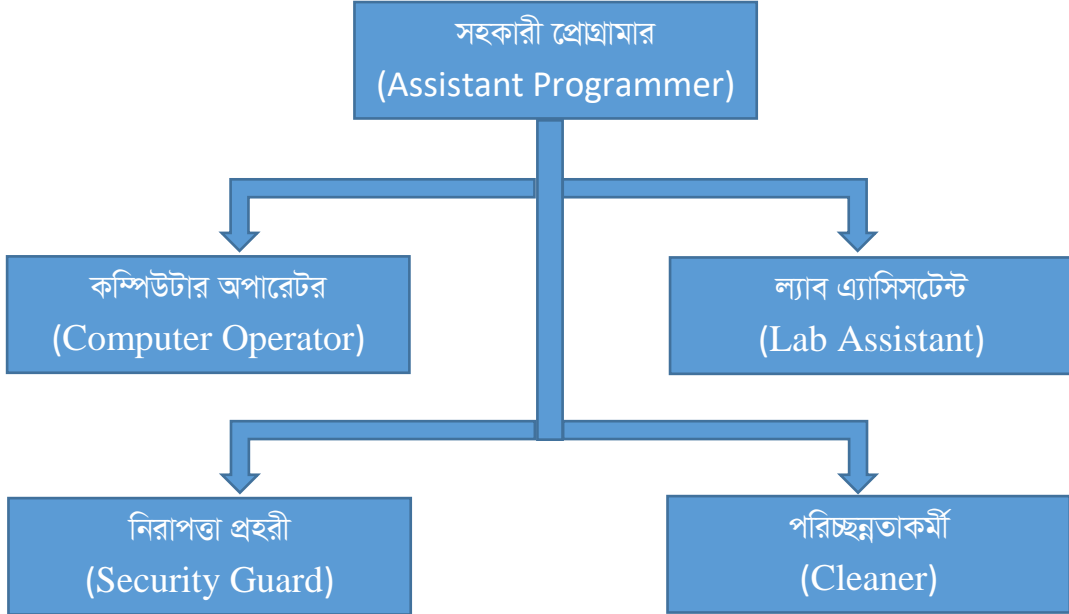 সহকারী প্রোগ্রামার
(Assistant Programmer)
কম্পিউটার অপারেটর
(Computer Operator)
ল্যাব এ্যাসিসটেন্ট
(Lab Assistant)
নিরাপত্তা প্রহরী
(Security Guard)
পরিচ্ছন্নতাকর্মী
(Cleaner)